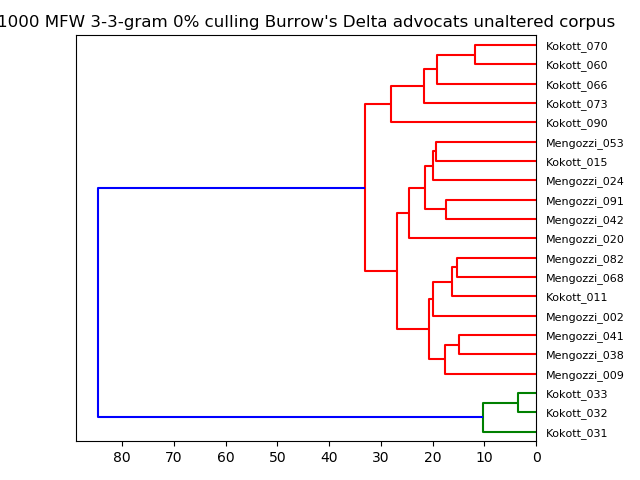 1000 MFW 3-3-gram 0% culling Burrow's Delta advocats unaltered corpus
Kokott_070
Kokott_060
Kokott_066
Kokott_073
Kokott_090
Mengozzi_053
Kokott_015
Mengozzi_024
Mengozzi_091
Mengozzi_042
Mengozzi_020
Mengozzi_082
Mengozzi_068
Kokott_011
Mengozzi_002
Mengozzi_041
Mengozzi_038
Mengozzi_009
Kokott_033
Kokott_032
Kokott_031
80 70 60 50 40 30 20 10 0